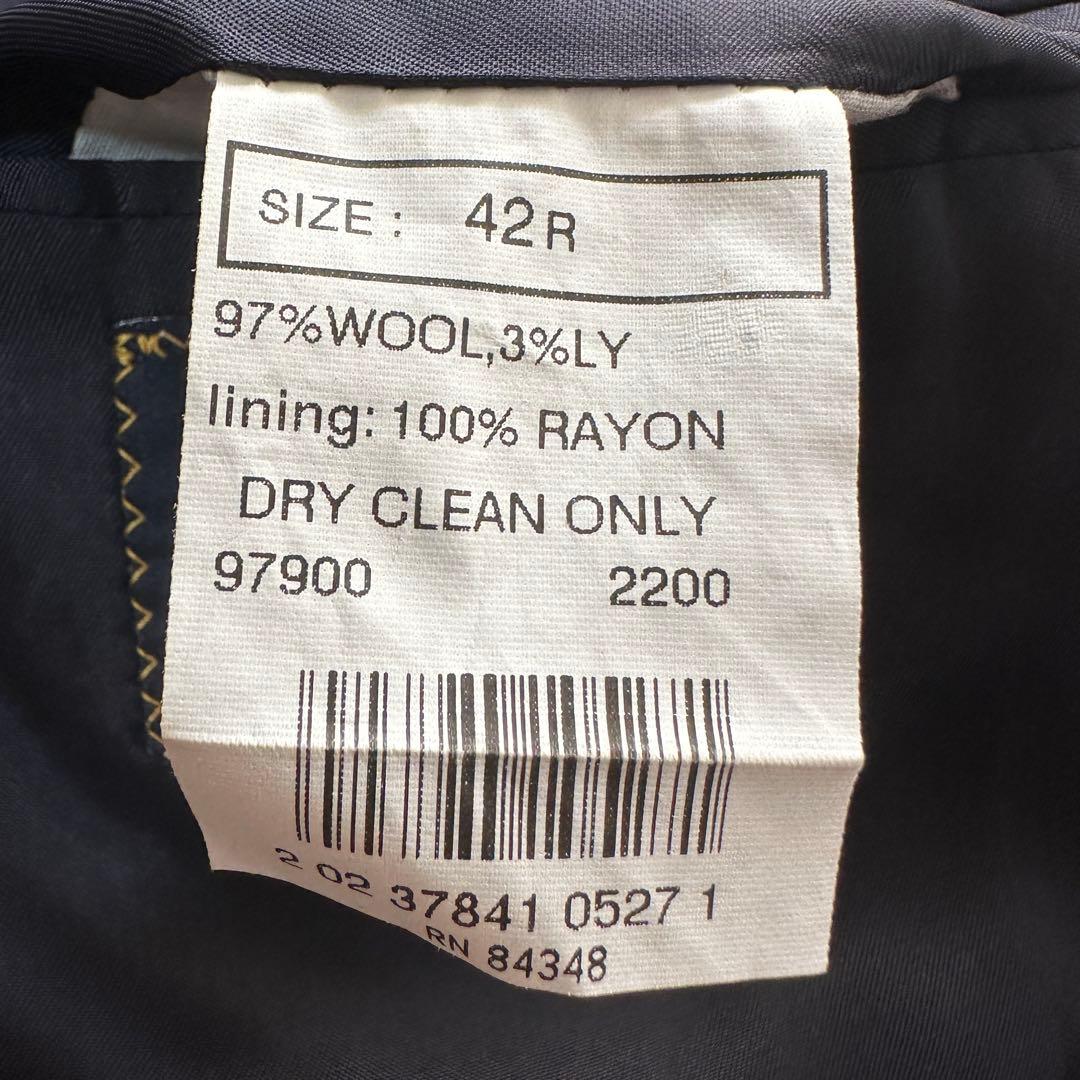 SIZE : 42R
97%WOOL,3%LY
lining: 100% RAYON
DRY CLEAN ONLY
97900 2200
2 02 37841 0527 1
RN 84348